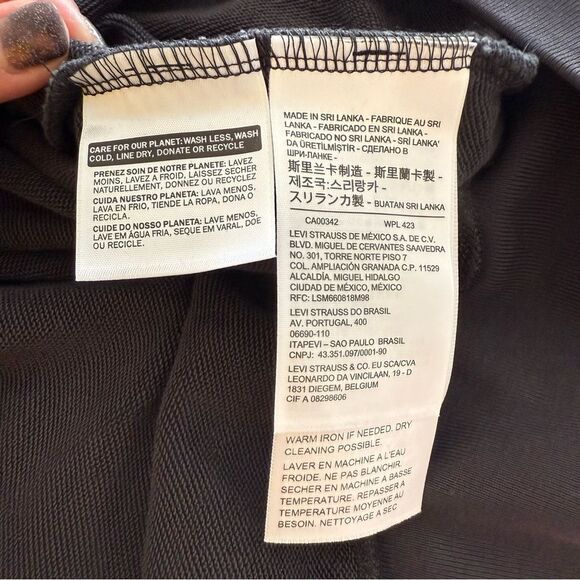 CARE FOR OUR PLANET: WASH LESS, WASH
COLD, LINE DRY, DONATE OR RECYCLE
PRENEZ SOIN DE NOTRE PLANETE: LAVEZ
MOINS, LAVEZ A FROID, LAISSEZ SECHER
NATURELLEMENT, DONNEZ OU RECYCLEZ
CUIDA NUESTRO PLANETA: LAVA MENOS,
LAVA EN FRIO, TIENDE LA ROPA, DONA O
RECICLA.
CUIDE DO NOSSO PLANETA: LAVE MENOS,
LAVE EM ÁGUA FRIA, SEQUE EM VARAL, DOE
OU RECICLE.
MADE IN SRI LANKA - FABRIQUE AU SRI
LANKA - FABRICADO EN SRI LANKA -
FABRICADO NO SRI LANKA - SRİ LANKA'
DA ÜRETİLMİŞTİR - СДЕЛАНО В
ШРИ-ЛАНКЕ -
斯里兰卡制造 - 斯里蘭卡製 -
제조국:스리랑카 -
スリランカ製 - BUATAN SRI LANKA
CA00342 WPL 423
LEVI STRAUSS DE MÉXICO S.A. DE C.V.
BLVD. MIGUEL DE CERVANTES SAAVEDRA
NO. 301, TORRE NORTE PISO 7
COL. AMPLIACIÓN GRANADA C.P. 11529
ALCALDÍA. MIGUEL HIDALGO
CIUDAD DE MÉXICO, MÉXICO
RFC: LSM660818M98
LEVI STRAUSS DO BRASIL
AV. PORTUGAL, 400
06690-110
ITAPEVI – SAO PAULO BRASIL
CNPJ: 43.351.097/0001-90
LEVI STRAUSS & CO. EU SCA/CVA
LEONARDO DA VINCILAAN, 19 - D
1831 DIEGEM, BELGIUM
CIF A 08298606
WARM IRON IF NEEDED. DRY
CLEANING POSSIBLE.
LAVER EN MACHINE A L'EAU
FROIDE. NE PAS BLANCHIR.
SECHER EN MACHINE A BASSE
TEMPERATURE. REPASSER A
TEMPERATURE MOYENNE AU
BESOIN. NETTOYAGE A SEC